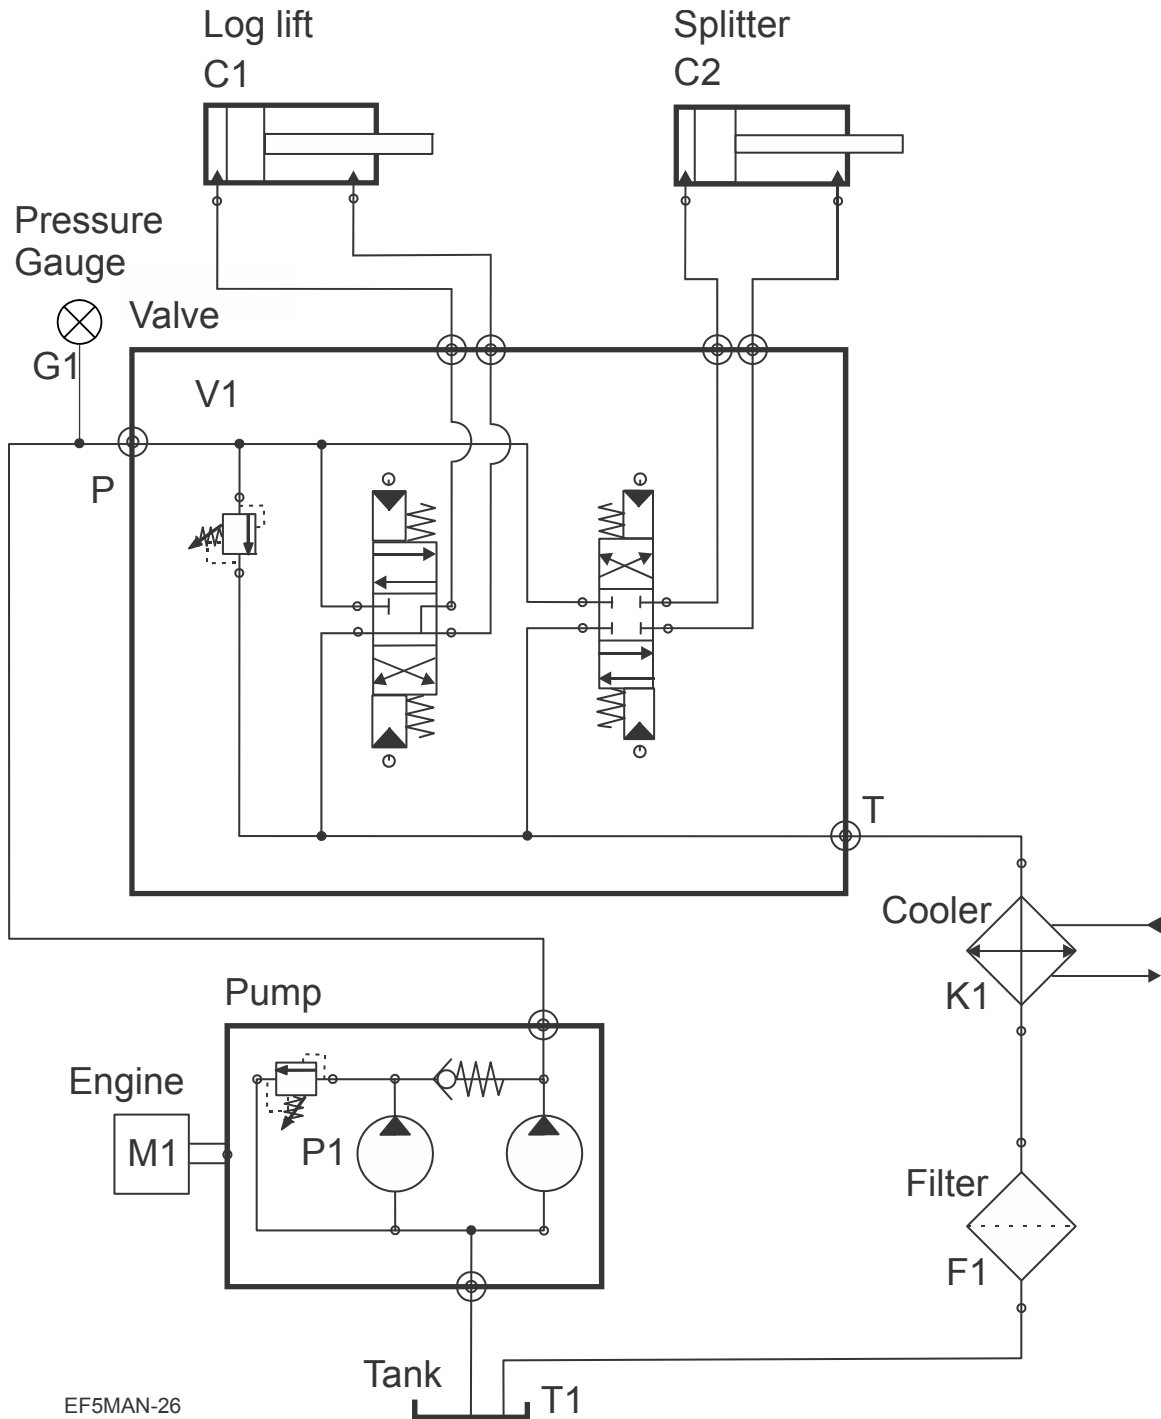 Log lift
C1
Splitter
C2
Pressure
Gauge
G1
Valve
V1
P
T
Cooler
K1
Pump
Engine
M1
P1
Filter
F1
Tank
T1
EF5MAN-26